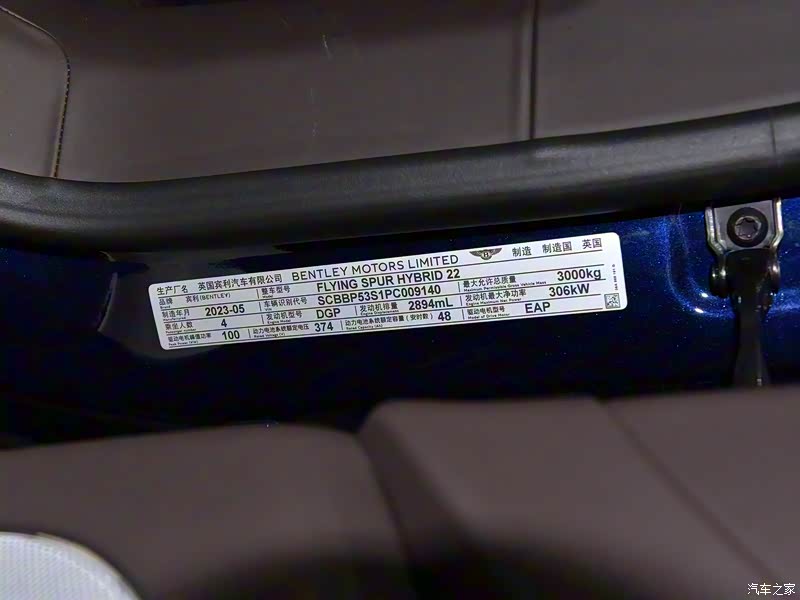 生产厂名 英国宾利汽车有限公司 BENTLEY MOTORS LIMITED 制造 制造国 英国
品牌 宾利(BENTLEY) 整车型号 FLYING SPUR HYBRID 22 最大允许总质量 3000kg
制造年月 2023-05 车辆识别代号 SCBBP53S1PC009140 发动机最大净功率 306kW
乘坐人数 4 发动机型号 DGP 发动机排量 2894mL 驱动电机型号 EAP
驱动电机峰值功率 100 动力电池系统额定电压 374 动力电池系统额定容量(安时数) 48
汽车之家